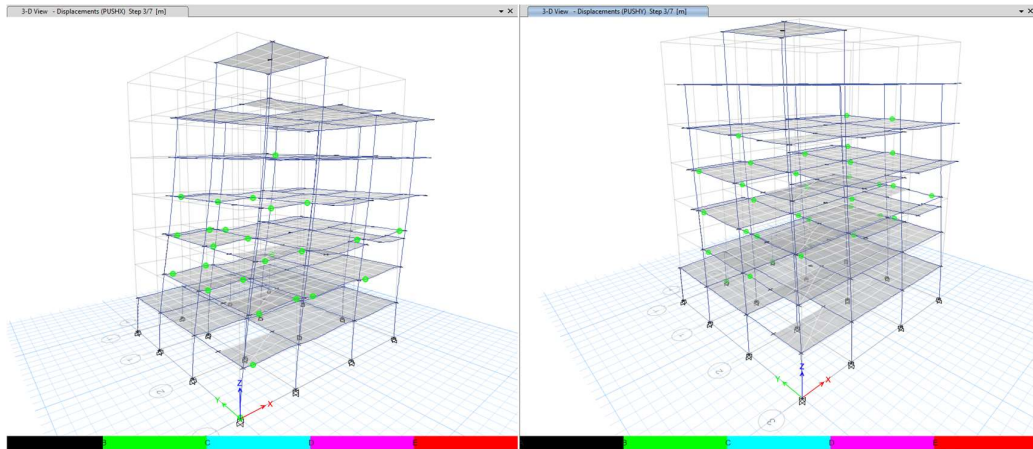 3-D View - Displacements (PUSHX) Step 3/7 [m]
3-D View - Displacements (PUSHY) Step 3/7 [m]
Z
Y
X
Z
Y
X
B
C
D
E
B
C
D
E